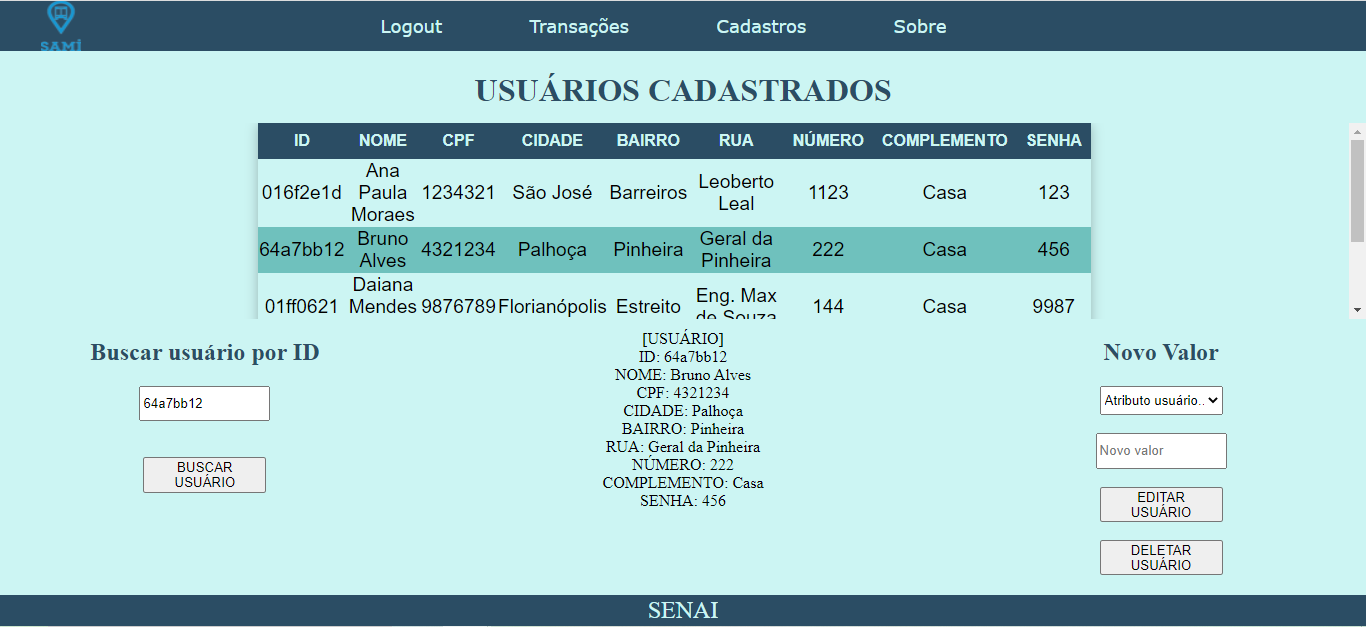 SAMI
Logout Transações Cadastros Sobre
USUÁRIOS CADASTRADOS
ID NOME CPF CIDADE BAIRRO RUA NÚMERO COMPLEMENTO SENHA
016f2e1d Ana Paula Moraes 1234321 São José Barreiros Leoberto Leal 1123 Casa 123
64a7bb12 Bruno Alves 4321234 Palhoça Pinheira Geral da Pinheira 222 Casa 456
01ff0621 Daiana Mendes 9876789 Florianópolis Estreito Eng. Max de Souza 144 Casa 9987
Buscar usuário por ID
64a7bb12
BUSCAR
USUÁRIO
[USUÁRIO]
ID: 64a7bb12
NOME: Bruno Alves
CPF: 4321234
CIDADE: Palhoça
BAIRRO: Pinheira
RUA: Geral da Pinheira
NÚMERO: 222
COMPLEMENTO: Casa
SENHA: 456
Novo Valor
Atributo usuário..
Novo valor
EDITAR
USUÁRIO
DELETAR
USUÁRIO
SENAI